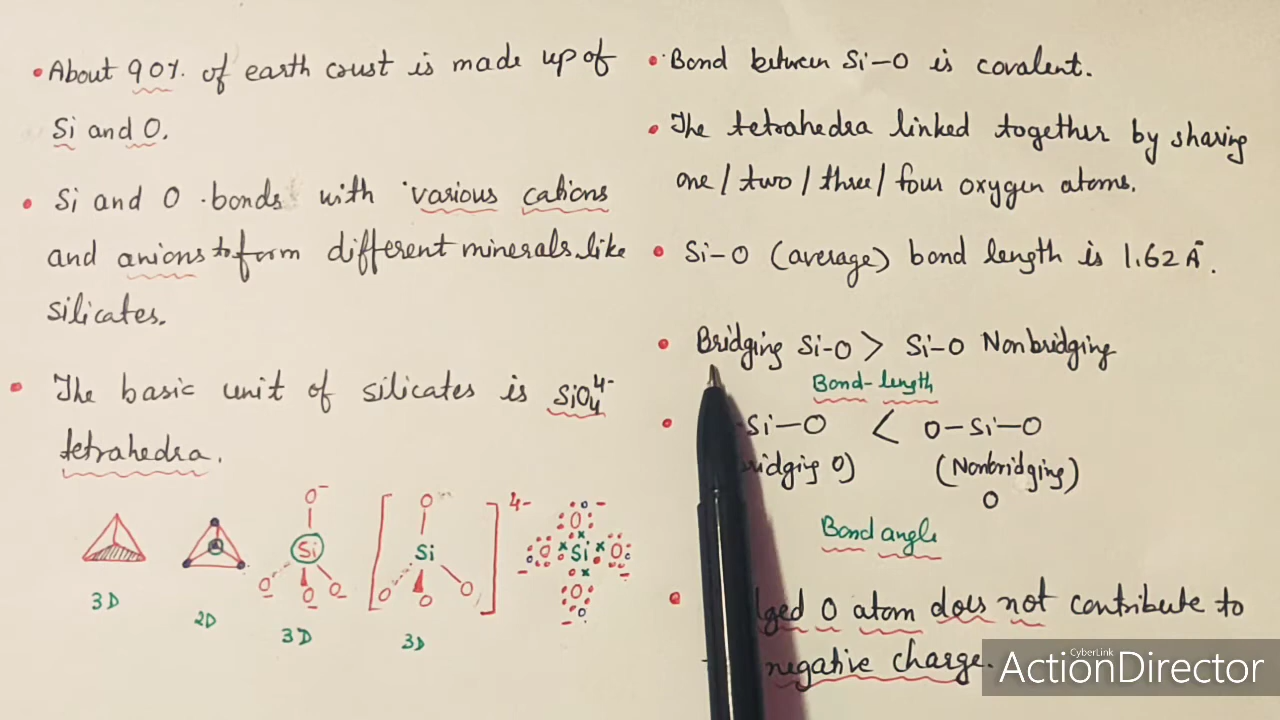 • About 90% of earth crust is made up of
Si and O.
• Si and O bonds with various cations
and anions to form different minerals like
silicates.
• The basic unit of silicates is SiO₄⁴⁻
tetrahedra.
O⁻
Si
O⁻ O⁻ O⁻
3D
2D
3D
[ O
Si
O O O ] 4-
3D
O
O Si O
O
• Bond between Si-O is covalent.
• The tetrahedra linked together by sharing
one/two/three/four oxygen atoms.
• Si-O (average) bond length is 1.62 Å.
• Bridging Si-O > Si-O Nonbridging
Bond-length
• Si-O < O-Si-O
O) (Nonbridging)
O
Bond angle
• O atom does not contribute to
negative charge.
CyberLink
ActionDirector